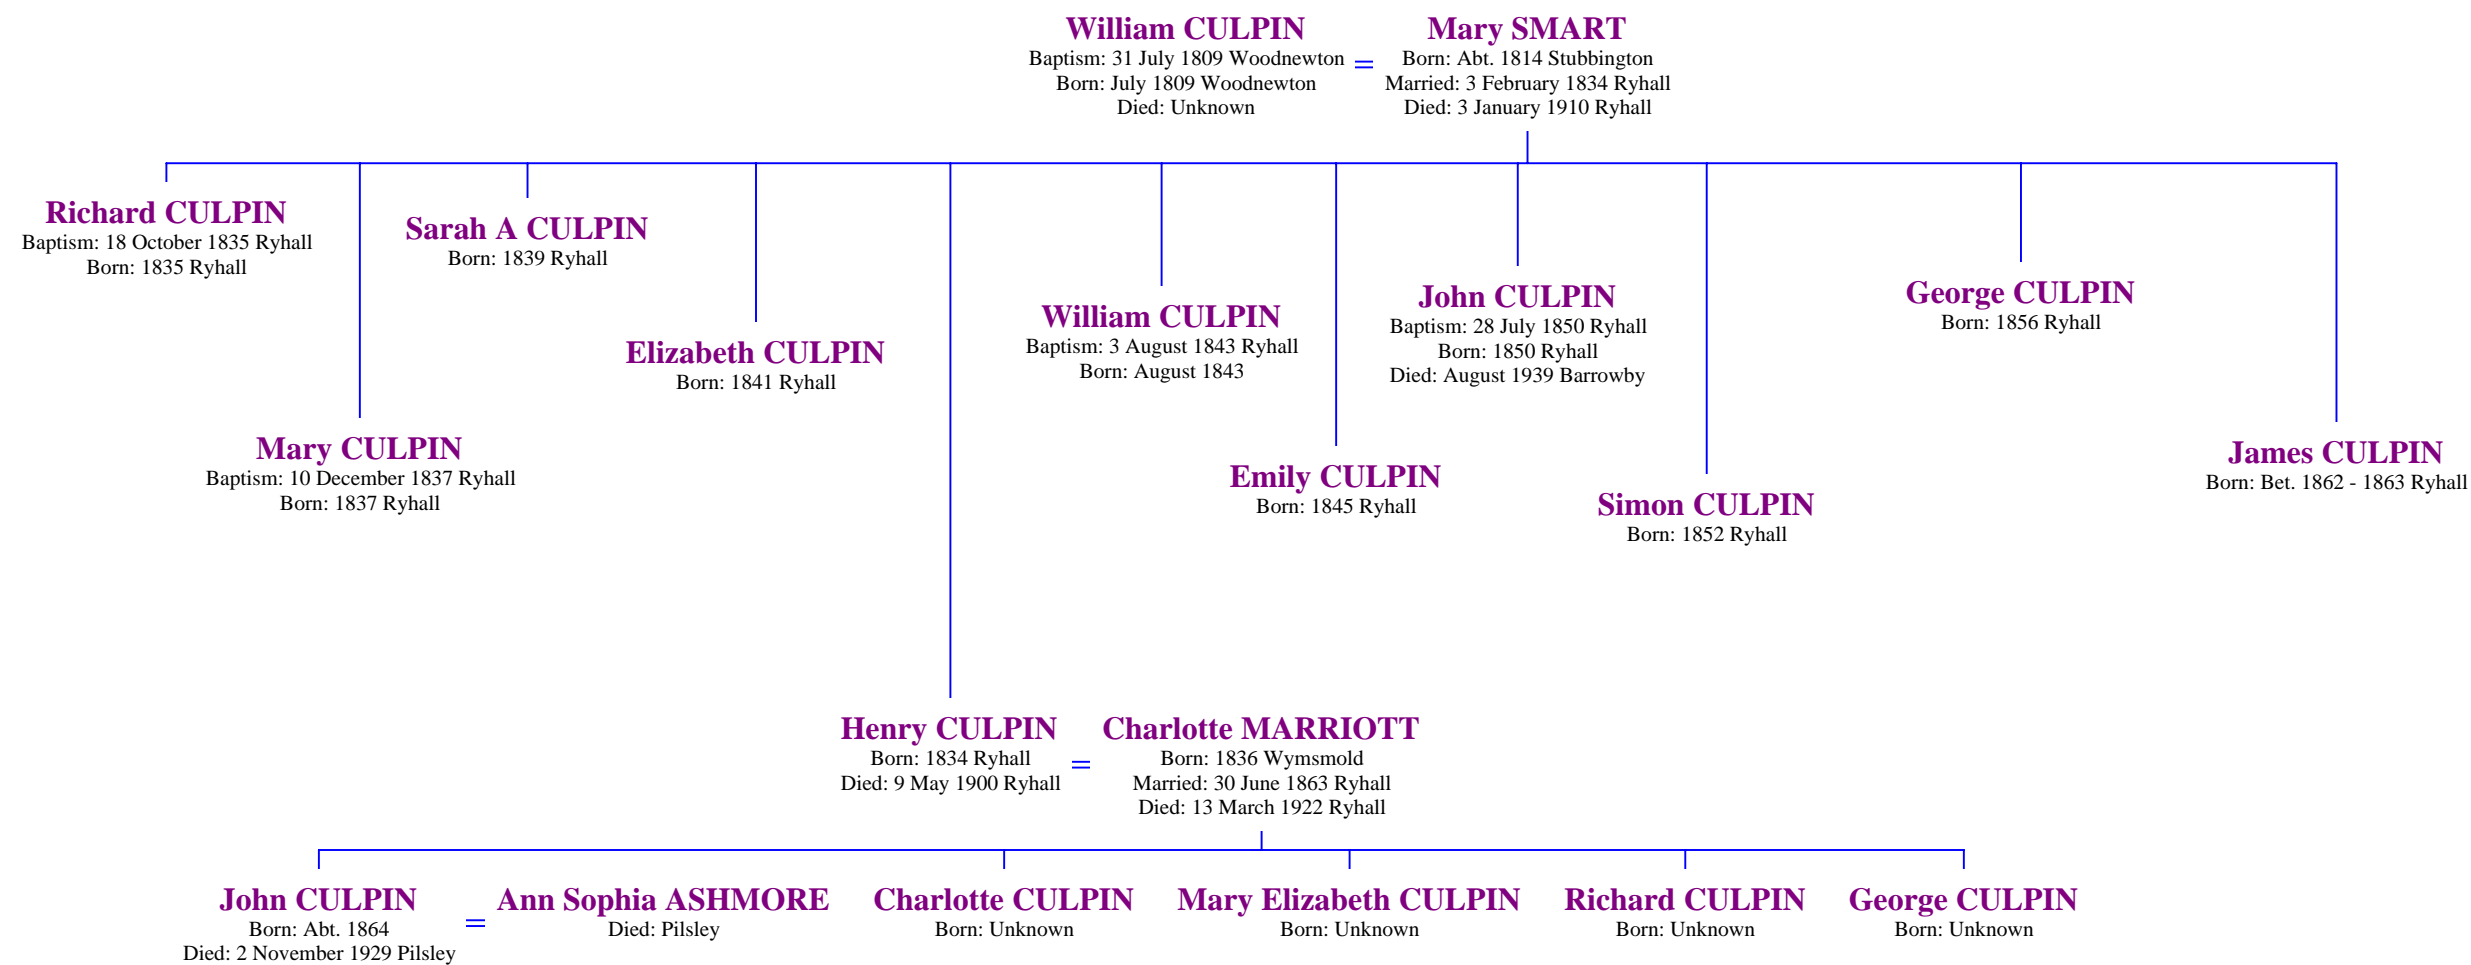 William CULPIN
Baptism: 31 July 1809 Woodnewton
Born: July 1809 Woodnewton
Died: Unknown
=
Mary SMART
Born: Abt. 1814 Stubbington
Married: 3 February 1834 Ryhall
Died: 3 January 1910 Ryhall
Richard CULPIN
Baptism: 18 October 1835 Ryhall
Born: 1835 Ryhall
Mary CULPIN
Baptism: 10 December 1837 Ryhall
Born: 1837 Ryhall
Sarah A CULPIN
Born: 1839 Ryhall
Elizabeth CULPIN
Born: 1841 Ryhall
Henry CULPIN
Born: 1834 Ryhall
Died: 9 May 1900 Ryhall
=
Charlotte MARRIOTT
Born: 1836 Wymsmold
Married: 30 June 1863 Ryhall
Died: 13 March 1922 Ryhall
William CULPIN
Baptism: 3 August 1843 Ryhall
Born: August 1843
Emily CULPIN
Born: 1845 Ryhall
John CULPIN
Baptism: 28 July 1850 Ryhall
Born: 1850 Ryhall
Died: August 1939 Barrowby
Simon CULPIN
Born: 1852 Ryhall
George CULPIN
Born: 1856 Ryhall
James CULPIN
Born: Bet. 1862 - 1863 Ryhall
John CULPIN
Born: Abt. 1864
Died: 2 November 1929 Pilsley
=
Ann Sophia ASHMORE
Died: Pilsley
Charlotte CULPIN
Born: Unknown
Mary Elizabeth CULPIN
Born: Unknown
Richard CULPIN
Born: Unknown
George CULPIN
Born: Unknown